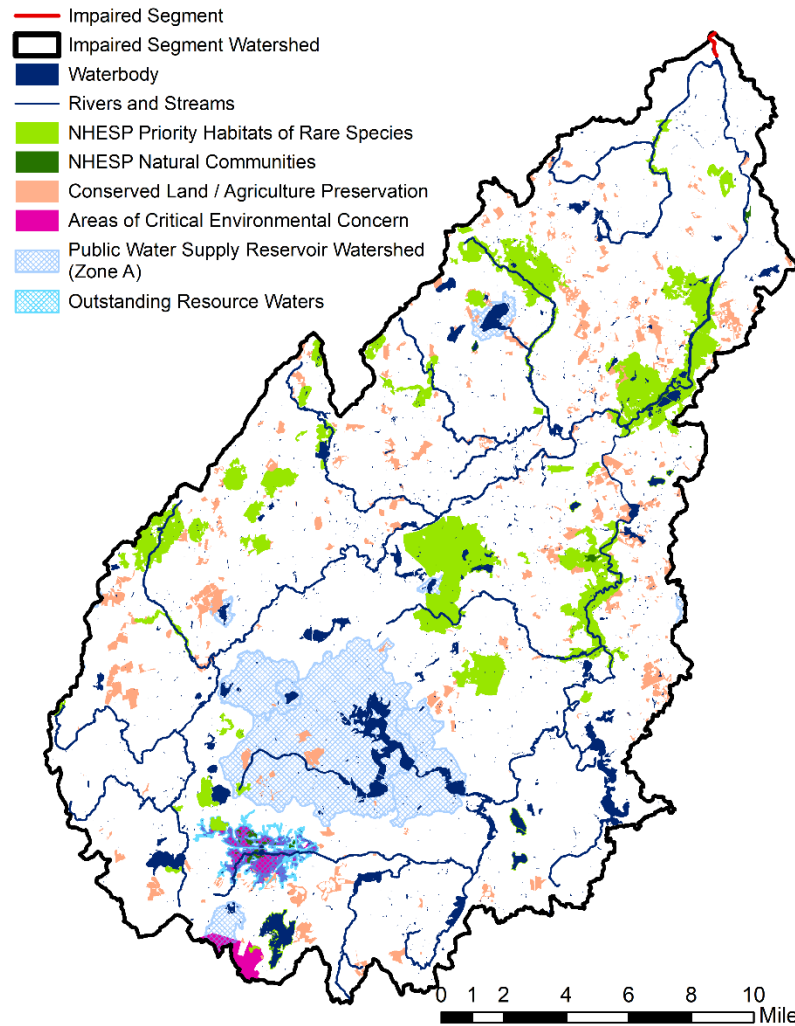 Impaired Segment
Impaired Segment Watershed
Waterbody
Rivers and Streams
NHESP Priority Habitats of Rare Species
NHESP Natural Communities
Conserved Land / Agriculture Preservation
Areas of Critical Environmental Concern
Public Water Supply Reservoir Watershed
(Zone A)
Outstanding Resource Waters
0 1 2 4 6 8 10
Mile